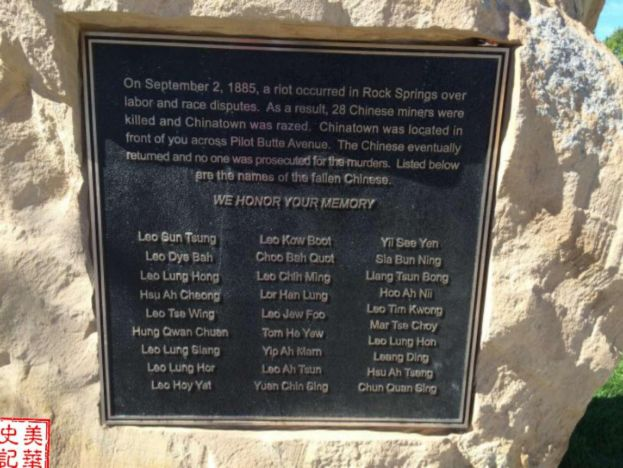 On September 2, 1885, a riot occurred in Rock Springs over
labor and race disputes. As a result, 28 Chinese miners were
killed and Chinatown was razed. Chinatown was located in
front of you across Pilot Butte Avenue. The Chinese eventually
returned and no one was prosecuted for the murders. Listed below
are the names of the fallen Chinese.
WE HONOR YOUR MEMORY
Leo Sun Tsung
Leo Dye Bah
Leo Lung Hong
Hsu Ah Cheong
Leo Tse Wing
Hung Qwan Chuen
Leo Lung Siang
Leo Lung Hor
Leo Hoy Yat
Leo Kow Boot
Choo Bah Quot
Leo Chih Ming
Lor Han Lung
Leo Jew Foo
Tom He Yew
Yip Ah Marn
Leo Ah Tsun
Yuan Chin Sing
Yii See Yen
Sia Bun Ning
Liang Tsun Bong
Hoo Ah Nii
Leo Tim Kwong
Mar Tse Choy
Leo Lung Hon
Leang Ding
Hsu Ah Tseng
Chun Quan Sing
美華
史記